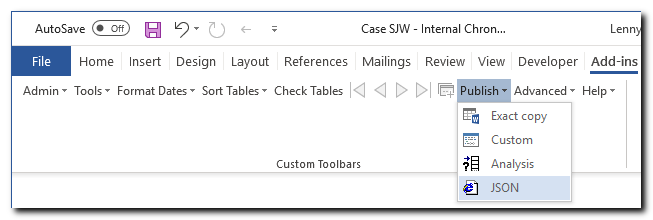 AutoSave Off Case SJW - Internal Chron... Lenny
File Home Insert Design Layout References Mailings Review View Developer Add-ins
Admin Tools Format Dates Sort Tables Check Tables Publish Advanced Help
Exact copy
Custom
Analysis
Custom Toolbars
JSON